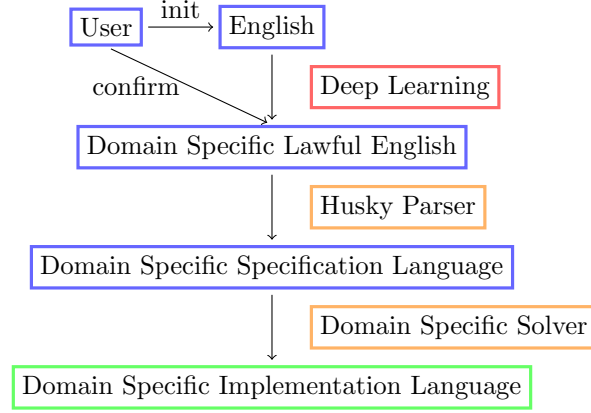 User
init
English
confirm
Deep Learning
Domain Specific Lawful English
Husky Parser
Domain Specific Specification Language
Domain Specific Solver
Domain Specific Implementation Language